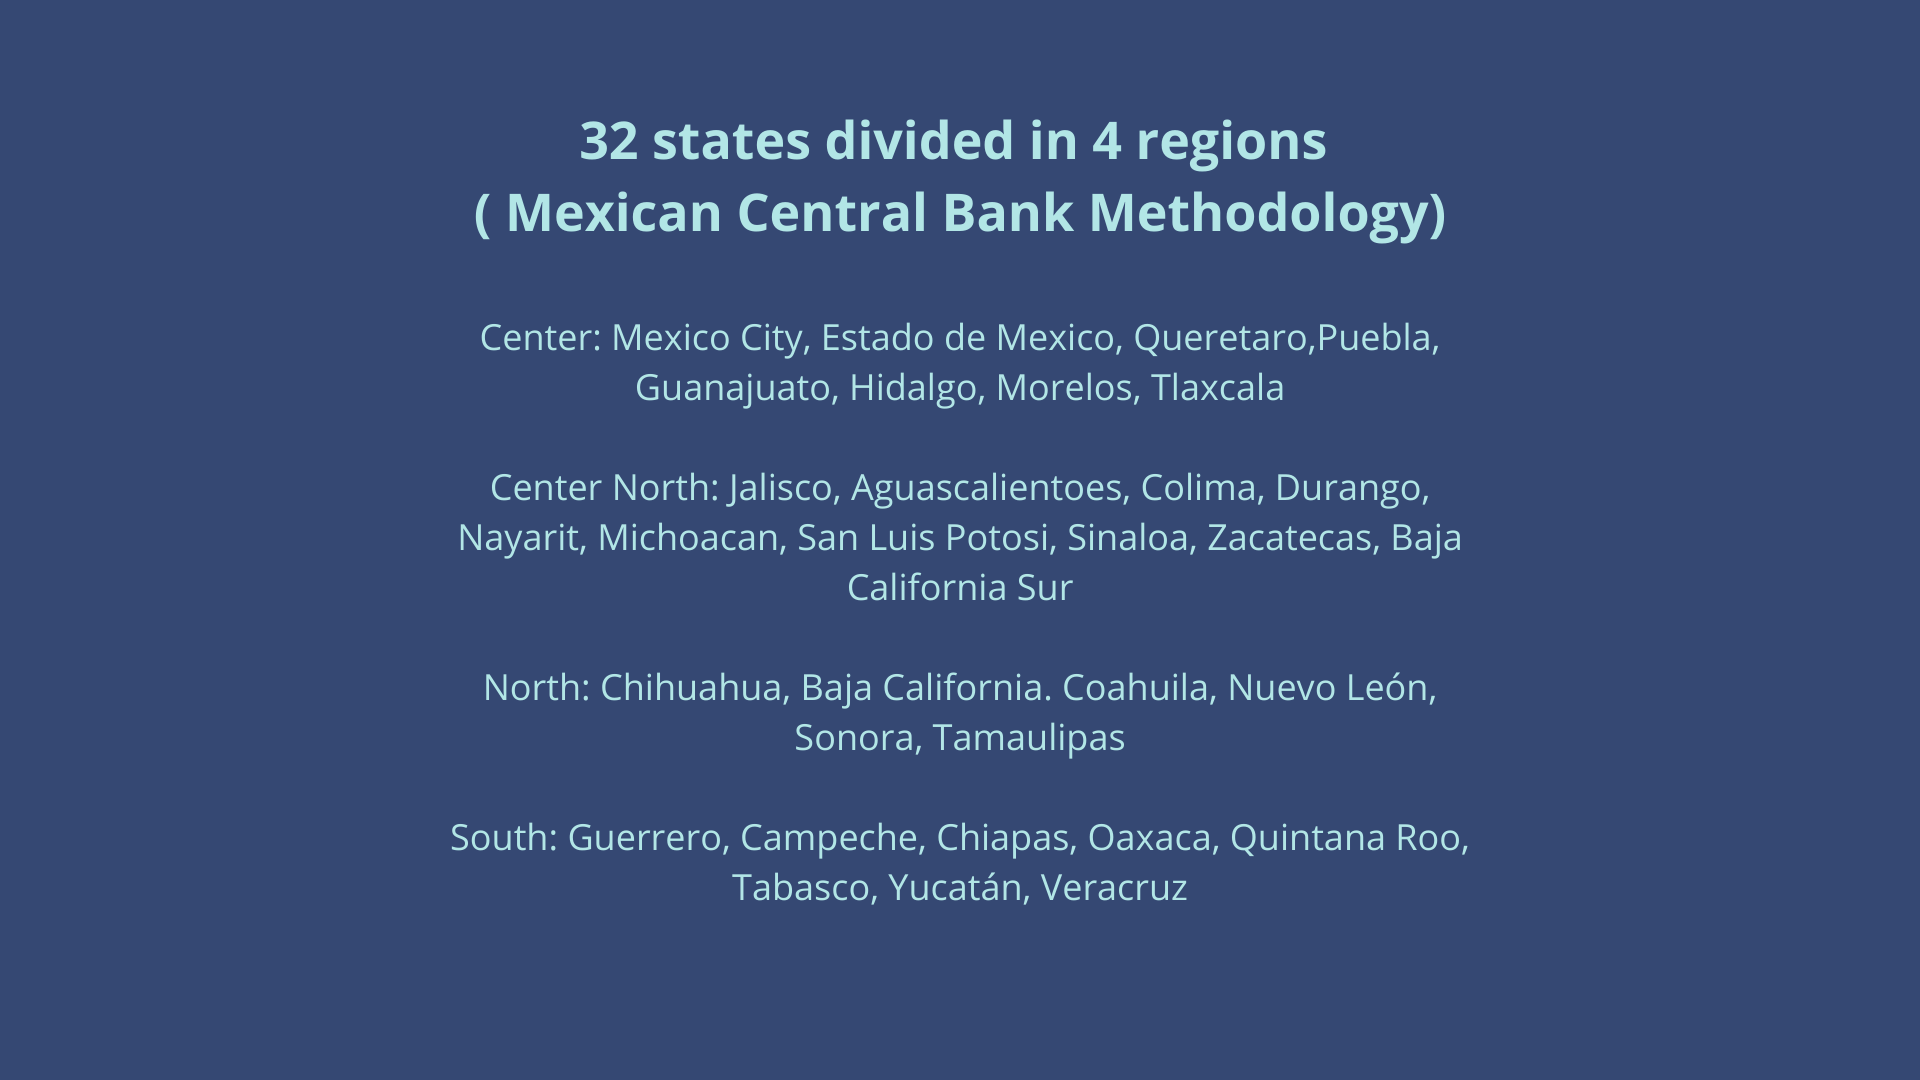 32 states divided in 4 regions
( Mexican Central Bank Methodology)
Center: Mexico City, Estado de Mexico, Queretaro,Puebla,
Guanajuato, Hidalgo, Morelos, Tlaxcala
Center North: Jalisco, Aguascalientoes, Colima, Durango,
Nayarit, Michoacan, San Luis Potosi, Sinaloa, Zacatecas, Baja
California Sur
North: Chihuahua, Baja California. Coahuila, Nuevo León,
Sonora, Tamaulipas
South: Guerrero, Campeche, Chiapas, Oaxaca, Quintana Roo,
Tabasco, Yucatán, Veracruz